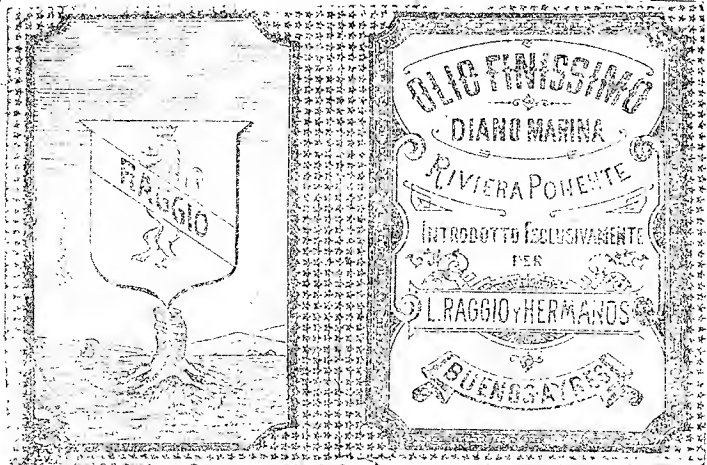 RAGGIO
OLIO FINISSIMO
DIANO MARINA
RIVIERA PONENTE
INTRODOTTO ESCLUSIVAMENTE
PER
L. RAGGIO Y HERMANOS
BUENOS AYRES